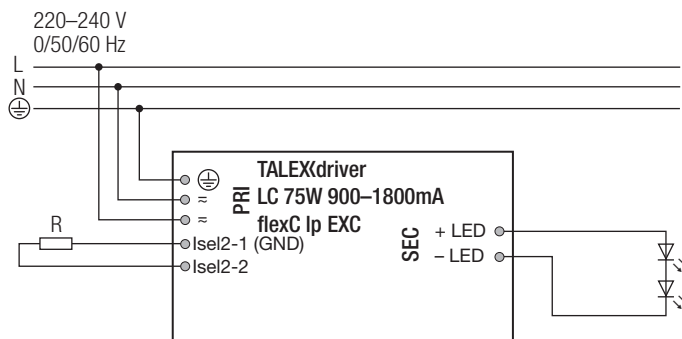 220–240 V
0/50/60 Hz
L
N
TALEXXdriver
LC 75W 900–1800mA
flexC lp EXC
PRI
≂
≂
R
Isel2-1 (GND)
Isel2-2
SEC
+ LED
– LED